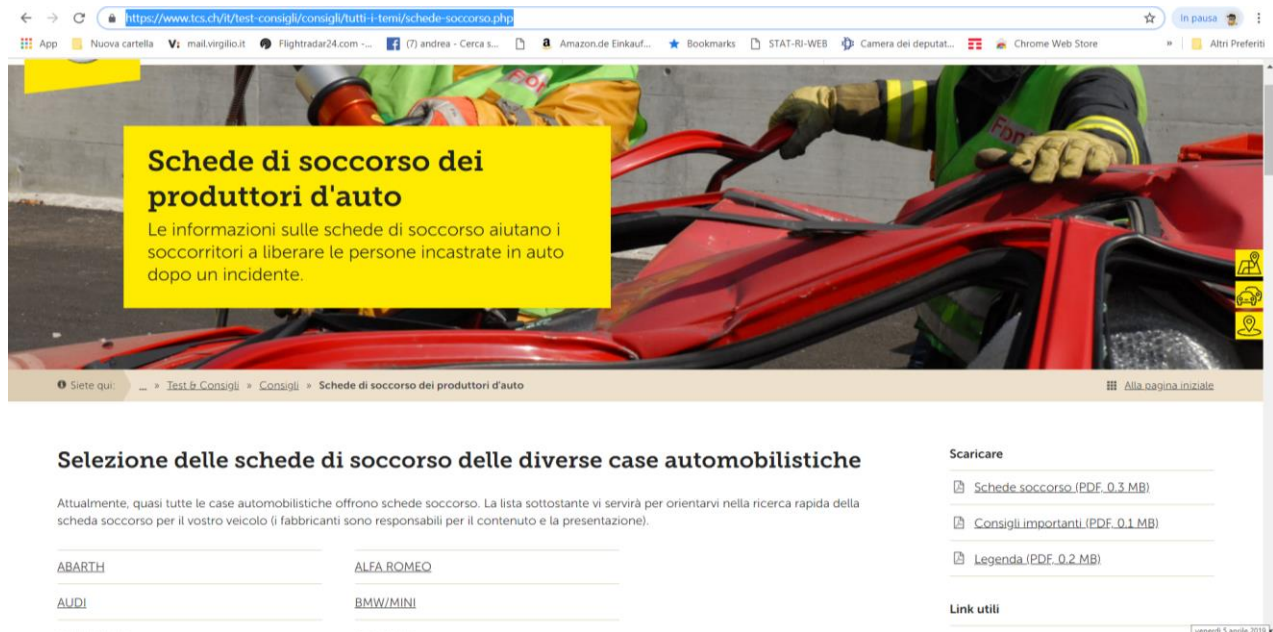 https://www.tcs.ch/it/test-consigli/consigli/tutti-i-temi/schede-soccorso.php
In pausa
App
Nuova cartella
mail.virgilio.it
Flightradar24.com -...
(7) andrea - Cerca s...
Amazon.de Einkauf...
Bookmarks
STAT-RI-WEB
Camera dei deputat...
Chrome Web Store
»
Altri Preferiti
Schede di soccorso dei
produttori d'auto
Le informazioni sulle schede di soccorso aiutano i
soccorritori a liberare le persone incastrate in auto
dopo un incidente.
Siete qui: ... » Test & Consigli » Consigli » Schede di soccorso dei produttori d'auto
Alla pagina iniziale
Selezione delle schede di soccorso delle diverse case automobilistiche
Attualmente, quasi tutte le case automobilistiche offrono schede soccorso. La lista sottostante vi servirà per orientarvi nella ricerca rapida della
scheda soccorso per il vostro veicolo (i fabbricanti sono responsabili per il contenuto e la presentazione).
ABARTH
ALFA ROMEO
AUDI
BMW/MINI
Scaricare
Schede soccorso (PDF, 0.3 MB)
Consigli importanti (PDF, 0.1 MB)
Legenda (PDF, 0.2 MB)
Link utili
venerdì 5 aprile 2019